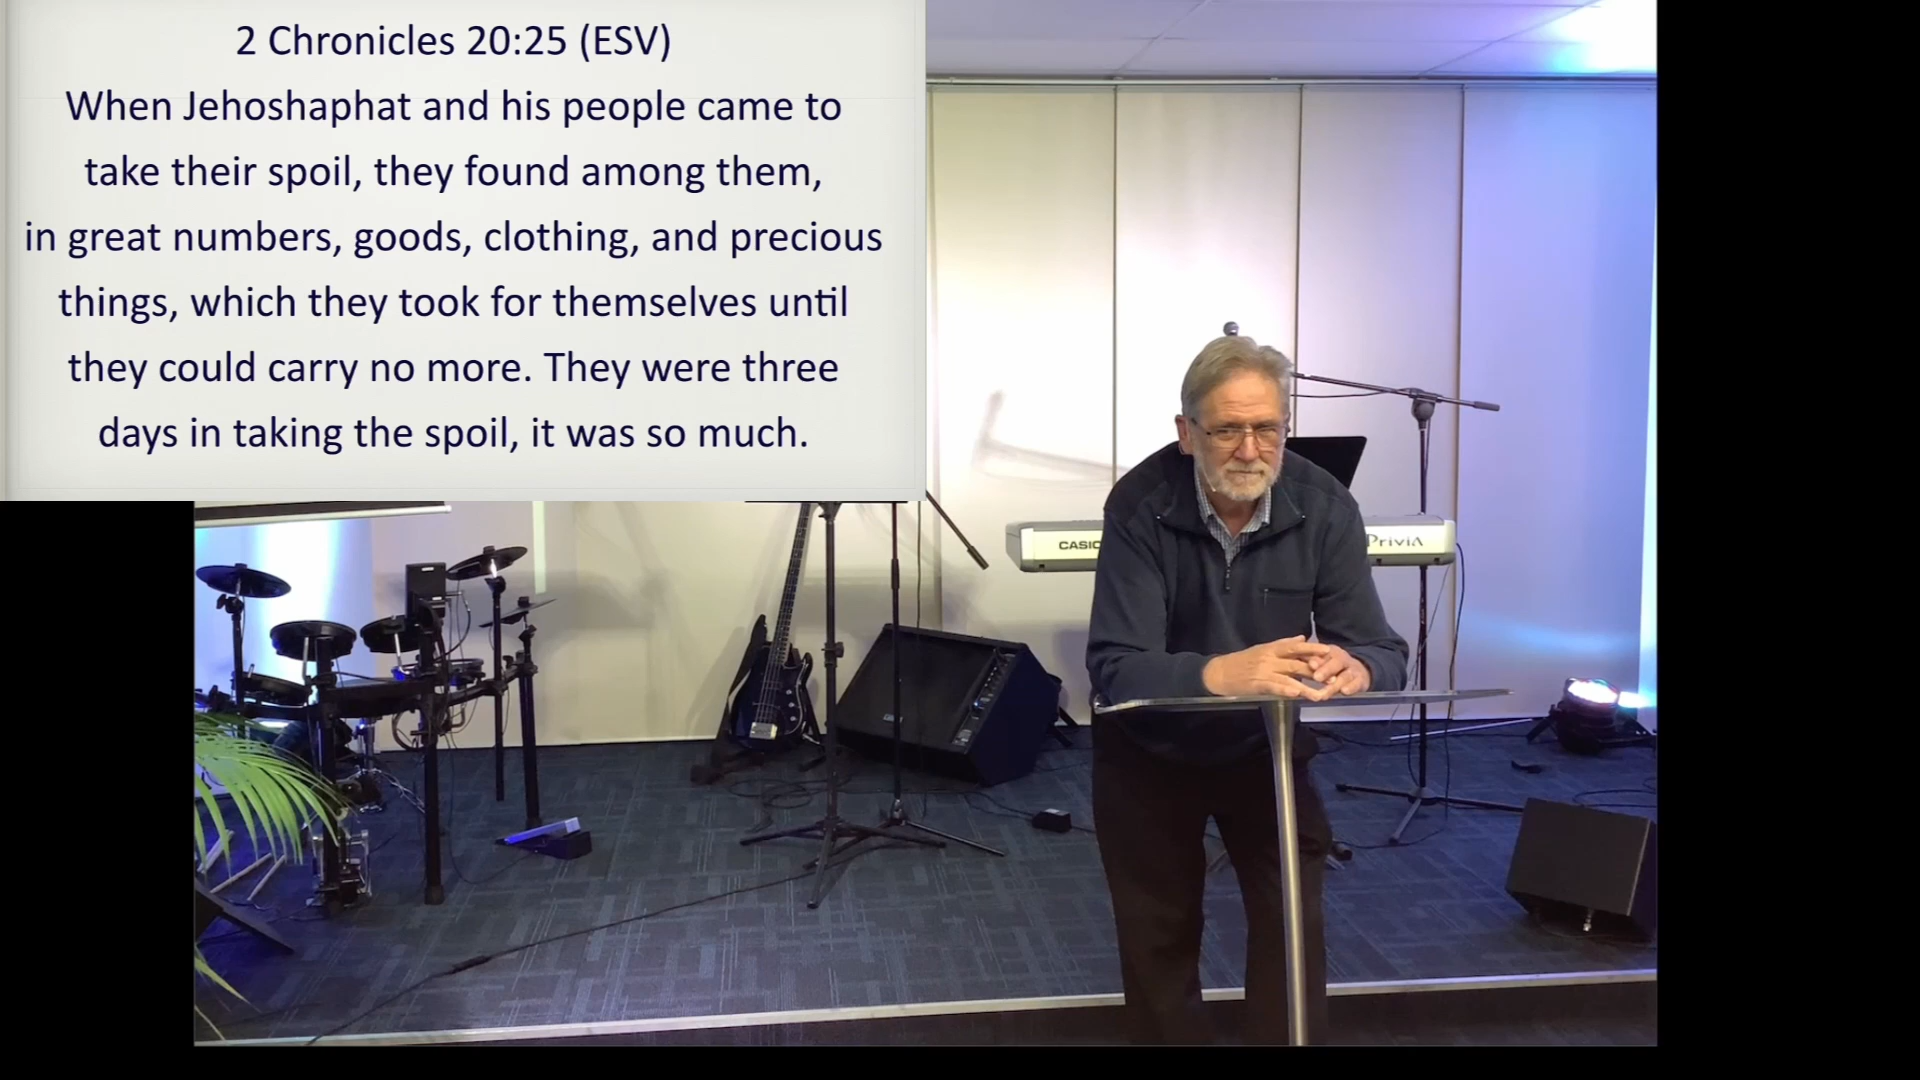 2 Chronicles 20:25 (ESV)
When Jehoshaphat and his people came to
take their spoil, they found among them,
in great numbers, goods, clothing, and precious
things, which they took for themselves until
they could carry no more. They were three
days in taking the spoil, it was so much.
CASIO Privia